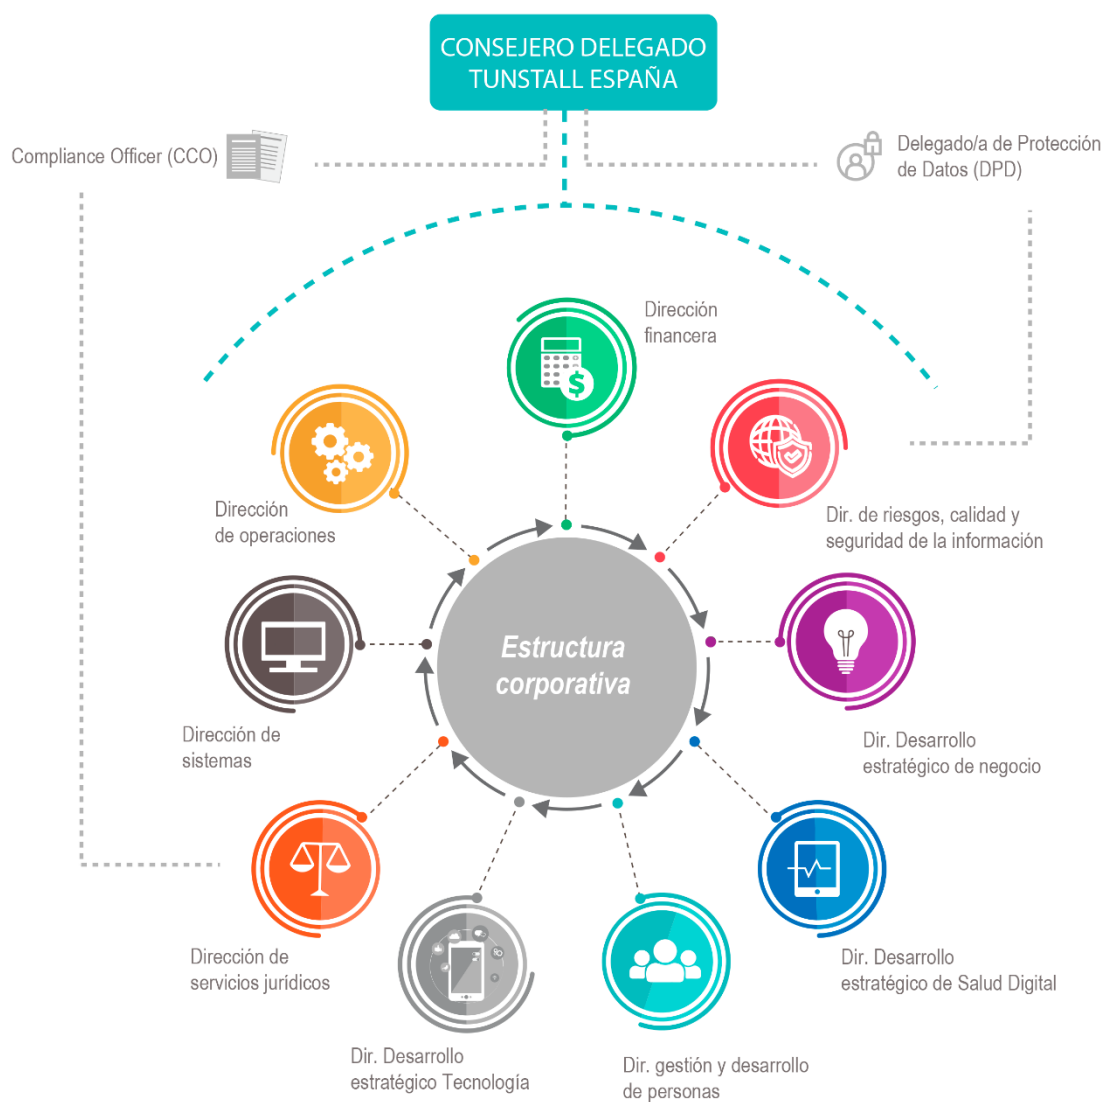 CONSEJERO DELEGADO
TUNSTALL ESPAÑA
Compliance Officer (CCO)
Delegado/a de Protección
de Datos (DPD)
Dirección
financera
Dirección
de operaciones
Dir. de riesgos, calidad y
seguridad de la información
Estructura
corporativa
Dirección de
sistemas
Dir. Desarrollo
estratégico de negocio
Dirección de
servicios jurídicos
Dir. Desarrollo
estratégico de Salud Digital
Dir. Desarrollo
estratégico Tecnología
Dir. gestión y desarrollo
de personas